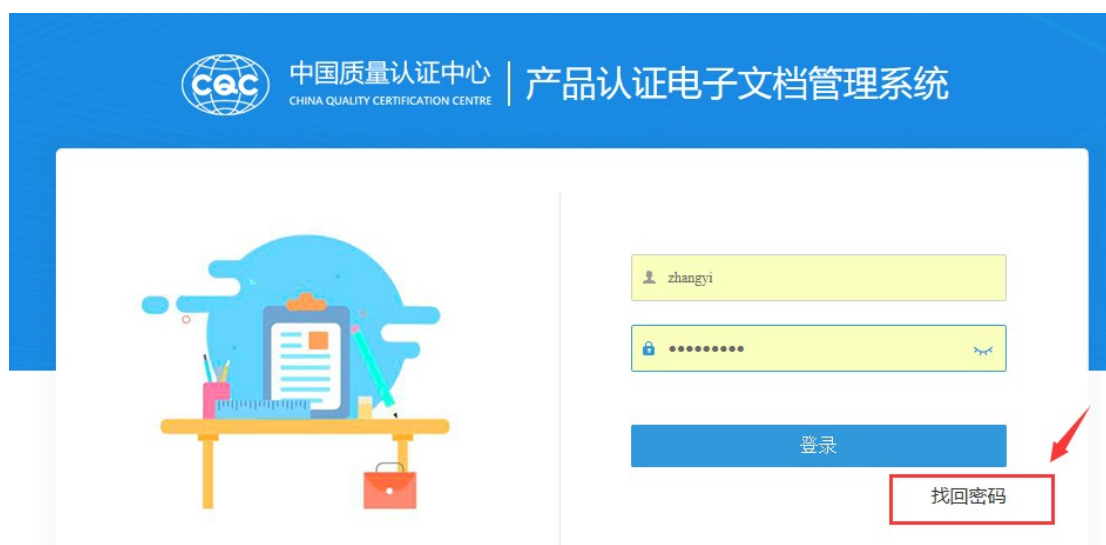 CQC
中国质量认证中心
CHINA QUALITY CERTIFICATION CENTRE
产品认证电子文档管理系统
zhangyi
•••••••••
登录
找回密码